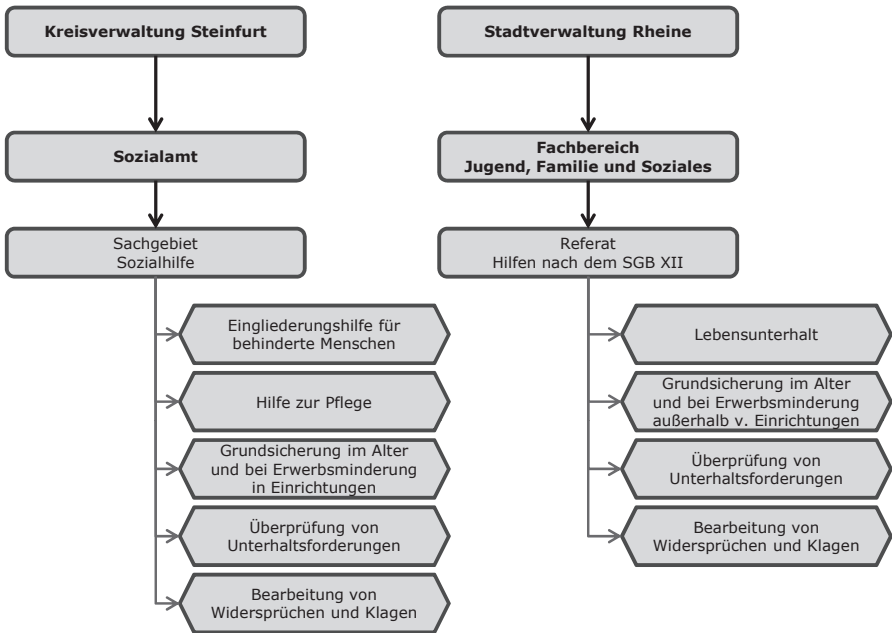 Kreisverwaltung Steinfurt
Sozialamt
Sachgebiet
Sozialhilfe
Eingliederungshilfe für
behinderte Menschen
Hilfe zur Pflege
Grundsicherung im Alter
und bei Erwerbsminderung
in Einrichtungen
Überprüfung von
Unterhaltsforderungen
Bearbeitung von
Widersprüchen und Klagen
Stadtverwaltung Rheine
Fachbereich
Jugend, Familie und Soziales
Referat
Hilfen nach dem SGB XII
Lebensunterhalt
Grundsicherung im Alter
und bei Erwerbsminderung
außerhalb v. Einrichtungen
Überprüfung von
Unterhaltsforderungen
Bearbeitung von
Widersprüchen und Klagen